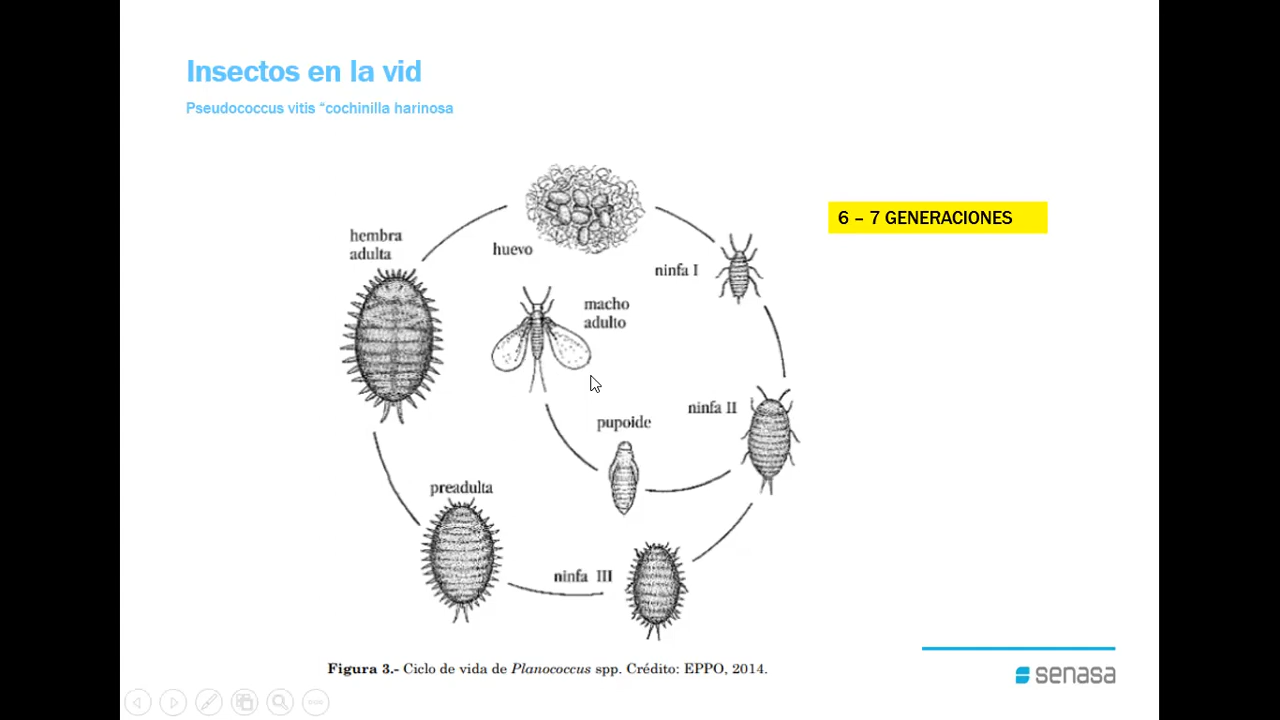 Insectos en la vid
Pseudococcus vitis “cochinilla harinosa
6 – 7 GENERACIONES
hembra
adulta
huevo
ninfa I
macho
adulto
ninfa II
pupoide
preadulta
ninfa III
Figura 3.- Ciclo de vida de Planococcus spp. Crédito: EPPO, 2014.
senasa